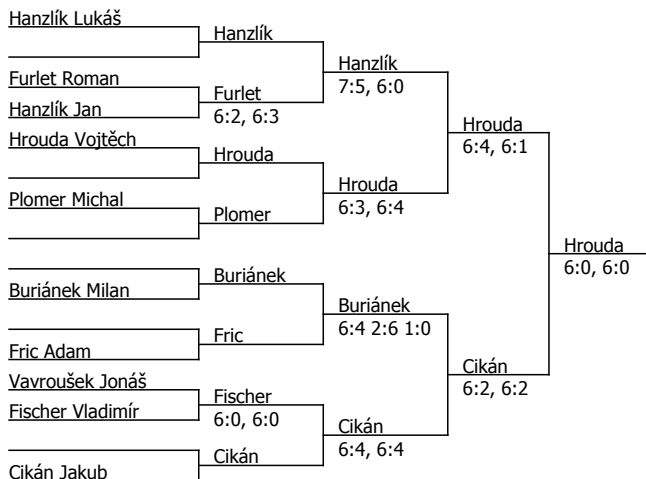 Hanzlík Lukáš
Hanzlík
Hanzlík
7:5, 6:0
Furlet Roman
Furlet
6:2, 6:3
Hanzlík Jan
Hrouda
6:4, 6:1
Hrouda Vojtěch
Hrouda
Hrouda
6:3, 6:4
Plomer Michal
Plomer
Hrouda
6:0, 6:0
Buriánek
Buriánek Milan
Buriánek
6:4 2:6 1:0
Fric
Fric Adam
Cikán
6:2, 6:2
Vavroušek Jonáš
Fischer
6:0, 6:0
Fischer Vladimír
Cikán
6:4, 6:4
Cikán
Cikán Jakub